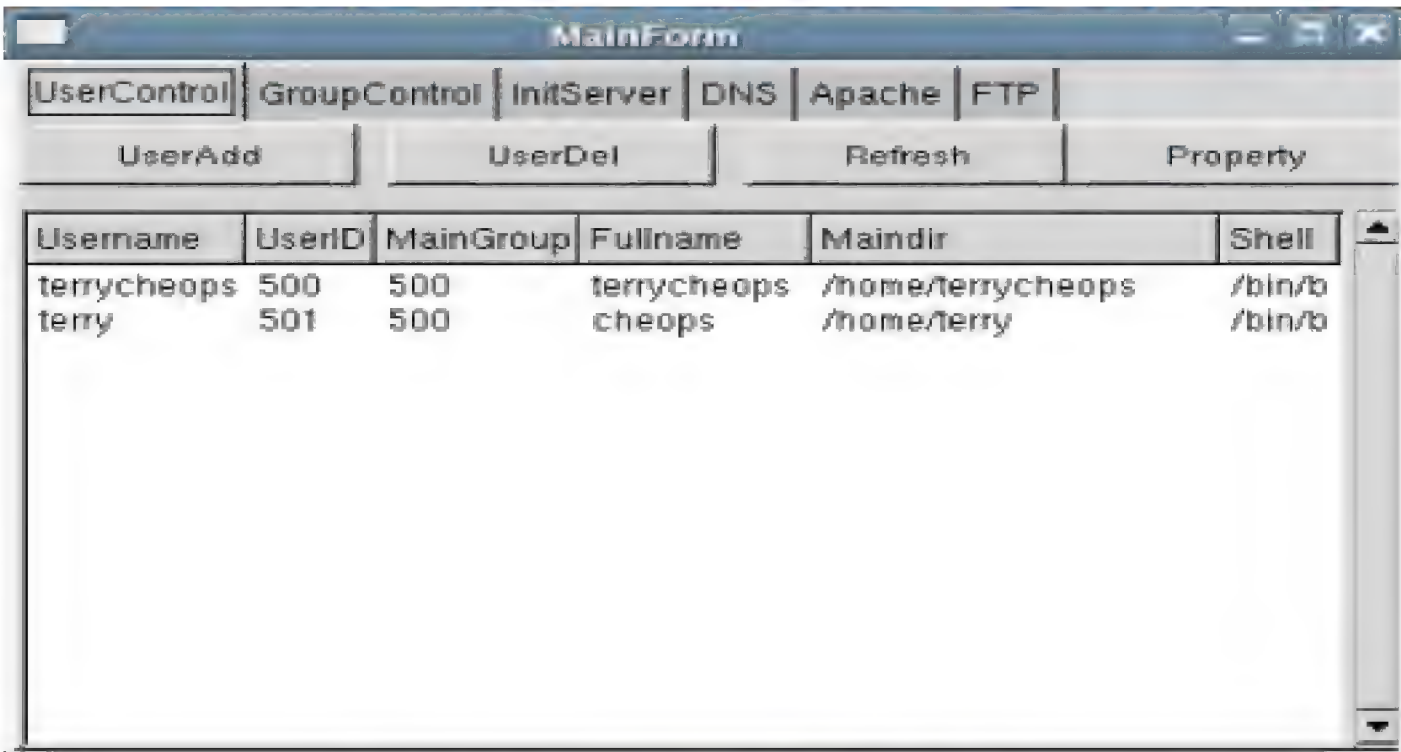 MainForm
UserControl GroupControl InitServer DNS Apache FTP
UserAdd UserDel Refresh Property
Username UserID MainGroup Fullname Maindir Shell
terrycheops 500 500 terrycheops /home/terrycheops /bin/b
terry 501 500 cheops /home/terry /bin/b